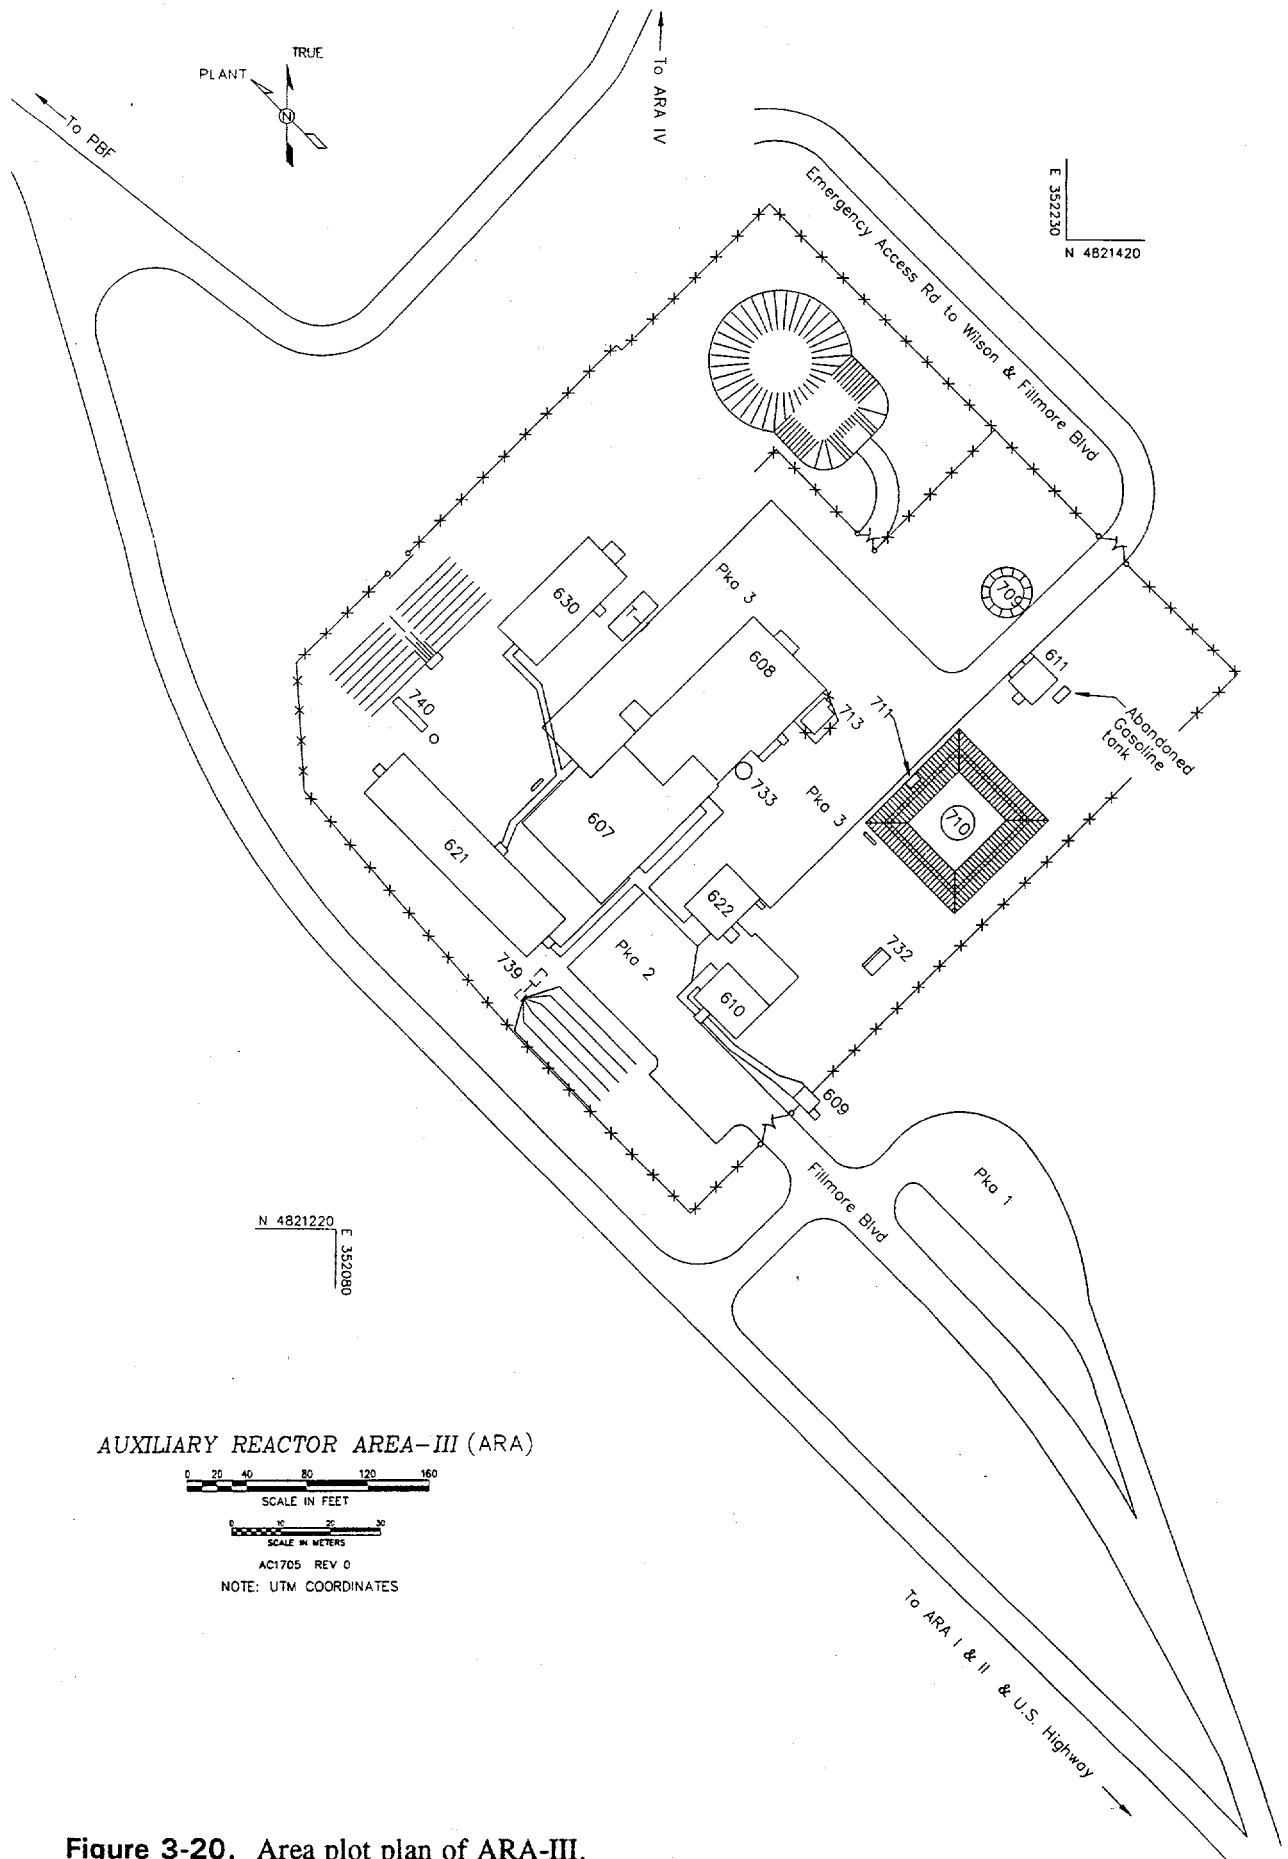 TRUE
PLANT
N
To PBF
To ARA IV
E 352230
N 4821420
Emergency Access Rd to Wilson & Fillmore Blvd
630
Pka 3
608
709
611
Abandoned
Gasoline
tank
740
713
711
733
Pka 3
710
607
621
622
732
Pka 2
739
610
609
Pka 1
Fillmore Blvd
N 4821220
E 352080
AUXILIARY REACTOR AREA-III (ARA)
0 20 40 80 120 160
SCALE IN FEET
0 10 20 30
SCALE IN METERS
AC1705 REV 0
NOTE: UTM COORDINATES
To ARA I & II & U.S. Highway
Figure 3-20. Area plot plan of ARA-III.